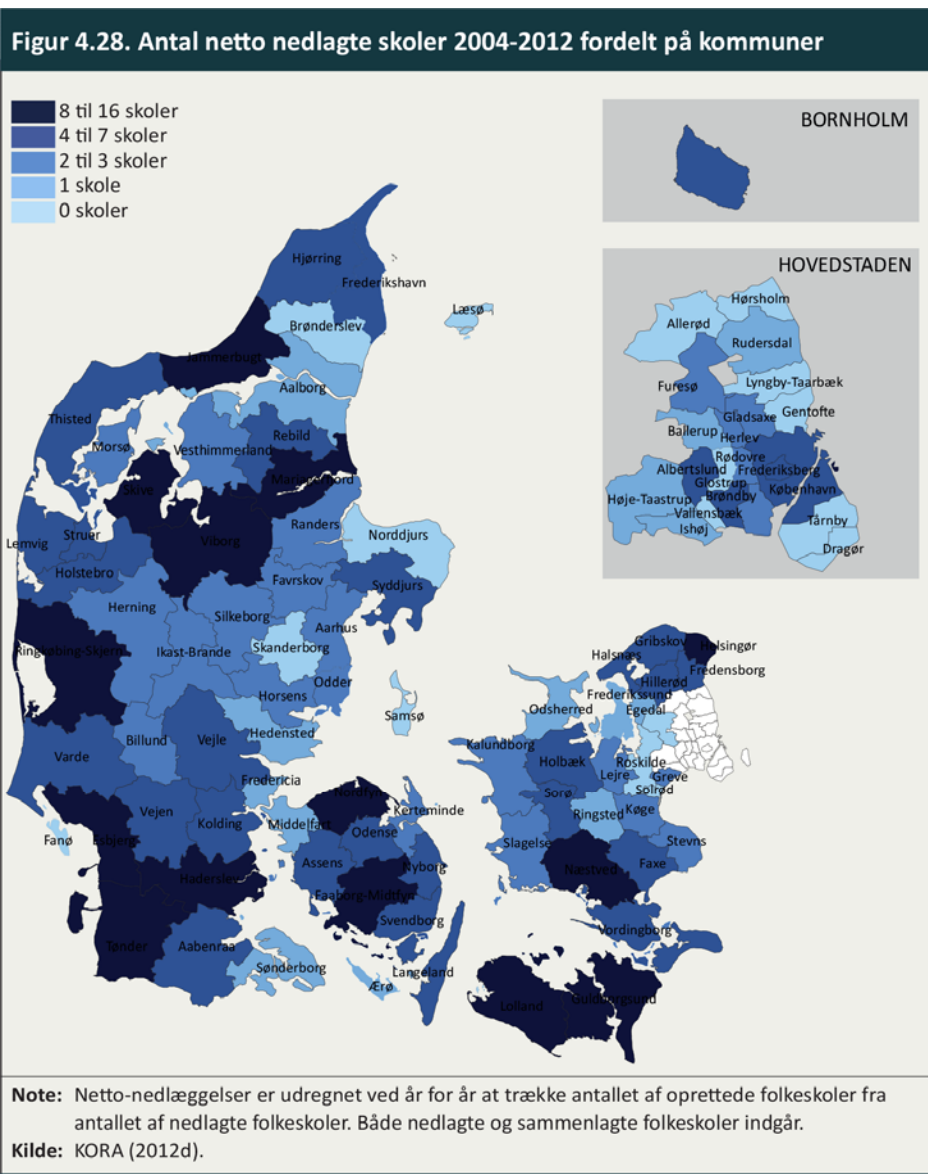 Figur 4.28. Antal netto nedlagte skoler 2004-2012 fordelt på kommuner
8 til 16 skoler
4 til 7 skoler
2 til 3 skoler
1 skole
0 skoler
BORNHOLM
HOVEDSTADEN
Hørsholm
Allerød
Rudersdal
Furesø
Lyngby-Taarbæk
Gentofte
Gladsaxe
Ballerup
Herlev
Rødovre
Albertslund
Frederiksberg
Glostrup
København
Høje-Taastrup
Brøndby
Vallensbæk
Ishøj
Tårnby
Dragør
Hjørring
Frederikshavn
Læsø
Brønderslev
Jammerbugt
Aalborg
Thisted
Morsø
Vesthimmerland
Rebild
Mariagerfjord
Skive
Randers
Norddjurs
Viborg
Struer
Lemvig
Holstebro
Favrskov
Syddjurs
Herning
Silkeborg
Aarhus
Skanderborg
Ringkøbing-Skjern
Ikast-Brande
Odder
Horsens
Samsø
Hedensted
Billund
Vejle
Varde
Fredericia
Vejen
Kolding
Middelfart
Fanø
Esbjerg
Haderslev
Tønder
Aabenraa
Sønderborg
Nordfyn
Kerteminde
Odense
Assens
Nyborg
Faaborg-Midtfyn
Svendborg
Langeland
Ærø
Gribskov
Helsingør
Halsnæs
Fredensborg
Hillerød
Frederikssund
Odsherred
Egedal
Kalundborg
Holbæk
Roskilde
Lejre
Greve
Solrød
Sorø
Køge
Ringsted
Slagelse
Stevns
Næstved
Faxe
Vordingborg
Lolland
Guldborgsund
Note: Netto-nedlæggelser er udregnet ved år for år at trække antallet af oprettede folkeskoler fra
antallet af nedlagte folkeskoler. Både nedlagte og sammenlagte folkeskoler indgår.
Kilde: KORA (2012d).